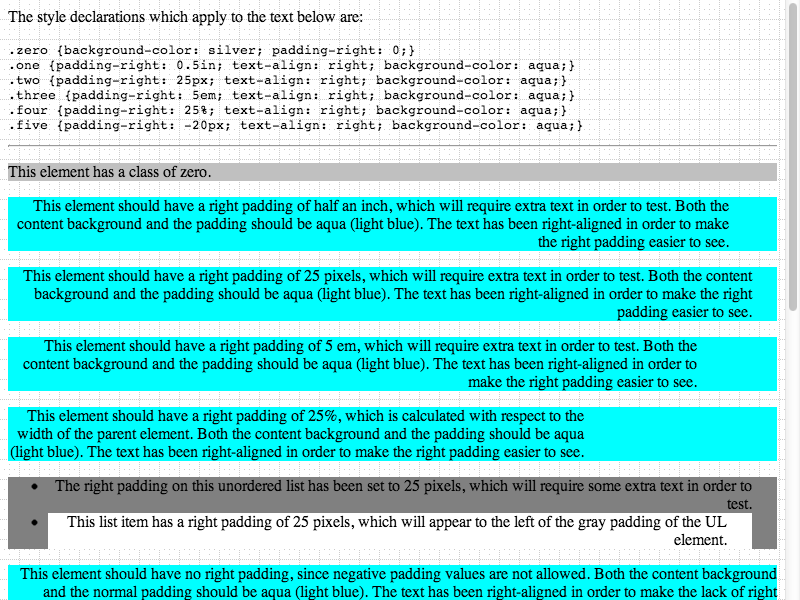 The style declarations which apply to the text below are:
.zero {background-color: silver; padding-right: 0;}
.one {padding-right: 0.5in; text-align: right; background-color: aqua;}
.two {padding-right: 25px; text-align: right; background-color: aqua;}
.three {padding-right: 5em; text-align: right; background-color: aqua;}
.four {padding-right: 25%; text-align: right; background-color: aqua;}
.five {padding-right: -20px; text-align: right; background-color: aqua;}
This element has a class of zero.
This element should have a right padding of half an inch, which will require extra text in order to test. Both the
content background and the padding should be aqua (light blue). The text has been right-aligned in order to make
the right padding easier to see.
This element should have a right padding of 25 pixels, which will require extra text in order to test. Both the content
background and the padding should be aqua (light blue). The text has been right-aligned in order to make the right
padding easier to see.
This element should have a right padding of 5 em, which will require extra text in order to test. Both the
content background and the padding should be aqua (light blue). The text has been right-aligned in order to
make the right padding easier to see.
This element should have a right padding of 25%, which is calculated with respect to the
width of the parent element. Both the content background and the padding should be aqua
(light blue). The text has been right-aligned in order to make the right padding easier to see.
• The right padding on this unordered list has been set to 25 pixels, which will require some extra text in order to
test.
• This list item has a right padding of 25 pixels, which will appear to the left of the gray padding of the UL
element.
This element should have no right padding, since negative padding values are not allowed. Both the content background
and the normal padding should be aqua (light blue). The text has been right-aligned in order to make the lack of right